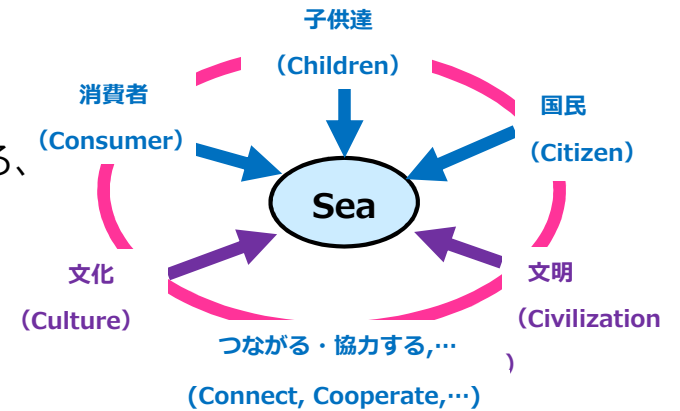 子供達
（Children）
消費者
（Consumer）
国民
（Citizen）
る、
Sea
文化
（Culture）
文明
（Civilization
）
つながる・協力する,…
(Connect, Cooperate,…)